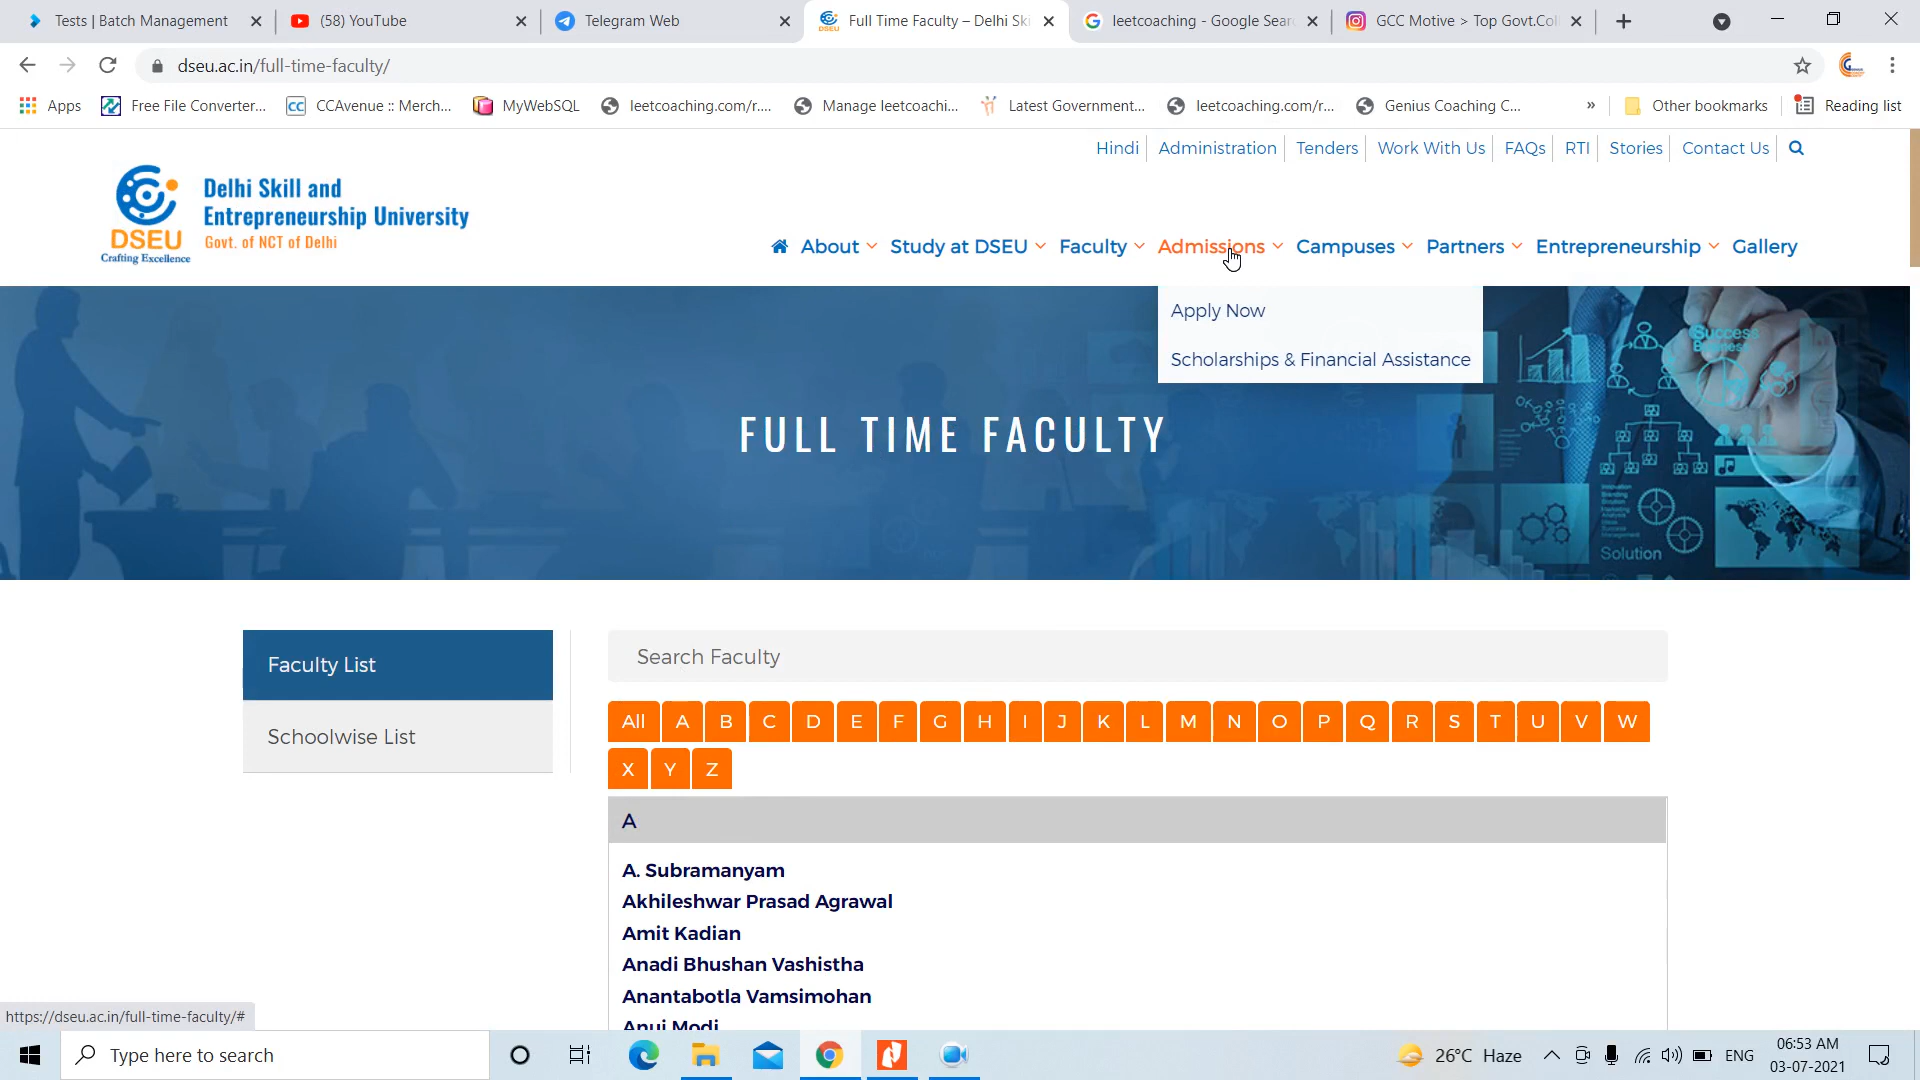 Tests | Batch Management
(58) YouTube
Telegram Web
Full Time Faculty – Delhi Ski
leetcoaching - Google Sear
GCC Motive > Top Govt.Col
dseu.ac.in/full-time-faculty/
Apps
Free File Converter...
CCAvenue :: Merch...
MyWebSQL
leetcoaching.com/r...
Manage leetcoachi...
Latest Government...
leetcoaching.com/r...
Genius Coaching C...
»
Other bookmarks
Reading list
Hindi
Administration
Tenders
Work With Us
FAQs
RTI
Stories
Contact Us
Delhi Skill and
Entrepreneurship University
Govt. of NCT of Delhi
DSEU
Crafting Excellence
About
Study at DSEU
Faculty
Admissions
Campuses
Partners
Entrepreneurship
Gallery
Apply Now
Scholarships & Financial Assistance
Success
Business
FULL TIME FACULTY
Solution
Faculty List
Schoolwise List
Search Faculty
All A B C D E F G H I J K L M N O P Q R S T U V W
X Y Z
A
A. Subramanyam
Akhileshwar Prasad Agrawal
Amit Kadian
Anadi Bhushan Vashistha
Anantabotla Vamsimohan
Anuj Modi
https://dseu.ac.in/full-time-faculty/#
Type here to search
26°C Haze
ENG
06:53 AM
03-07-2021